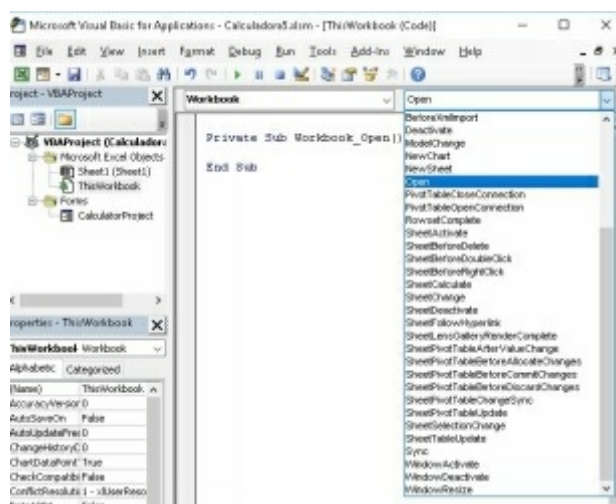 Microsoft Visual Basic for Applications - Calculadora5.xlsm - [ThisWorkbook (Code)]
File Edit View Insert Format Debug Run Tools Add-Ins Window Help
roject - VBAProject
Workbook
Open
VBAProject (Calculadora
Microsoft Excel Objects
Sheet1 (Sheet1)
ThisWorkbook
Forms
CalculatorProject
Private Sub Workbook_Open()
End Sub
BeforeXmlImport
Deactivate
ModelChange
NewChart
NewSheet
Open
PivotTableCloseConnection
PivotTableOpenConnection
RowsetComplete
SheetActivate
SheetBeforeDelete
SheetBeforeDoubleClick
SheetBeforeRightClick
SheetCalculate
SheetChange
SheetDeactivate
SheetFollowHyperlink
SheetLensGalleryRenderComplete
SheetPivotTableAfterValueChange
SheetPivotTableBeforeAllocateChanges
SheetPivotTableBeforeCommitChanges
SheetPivotTableBeforeDiscardChanges
SheetPivotTableChangeSync
SheetPivotTableUpdate
SheetSelectionChange
SheetTableUpdate
Sync
WindowActivate
WindowDeactivate
WindowResize
roperties - ThisWorkbook
ThisWorkbook Workbook
Alphabetic Categorized
(Name) ThisWorkbook
AccuracyVersion 0
AutoSaveOn False
AutoUpdateFrec 0
ChangeHistoryD 0
ChartDataPoint True
CheckCompatibi False
ConflictResoluti 1 - xlUserReso